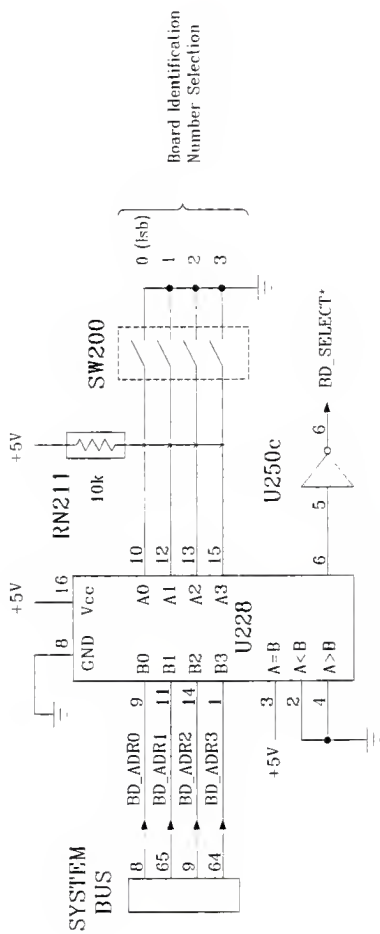 SYSTEM
BUS
8
65
9
64
BD_ADR0
BD_ADR1
BD_ADR2
BD_ADR3
9
11
14
1
+5V
3
2
4
8
16
+5V
GND
Vcc
B0
B1
B2
B3
A0
A1
A2
A3
U228
A=B
A<B
A>B
10
12
13
15
6
+5V
RN211
10k
SW200
0 (lsb)
1
2
3
Board Identification
Number Selection
U250c
5
6
BD_SELECT*